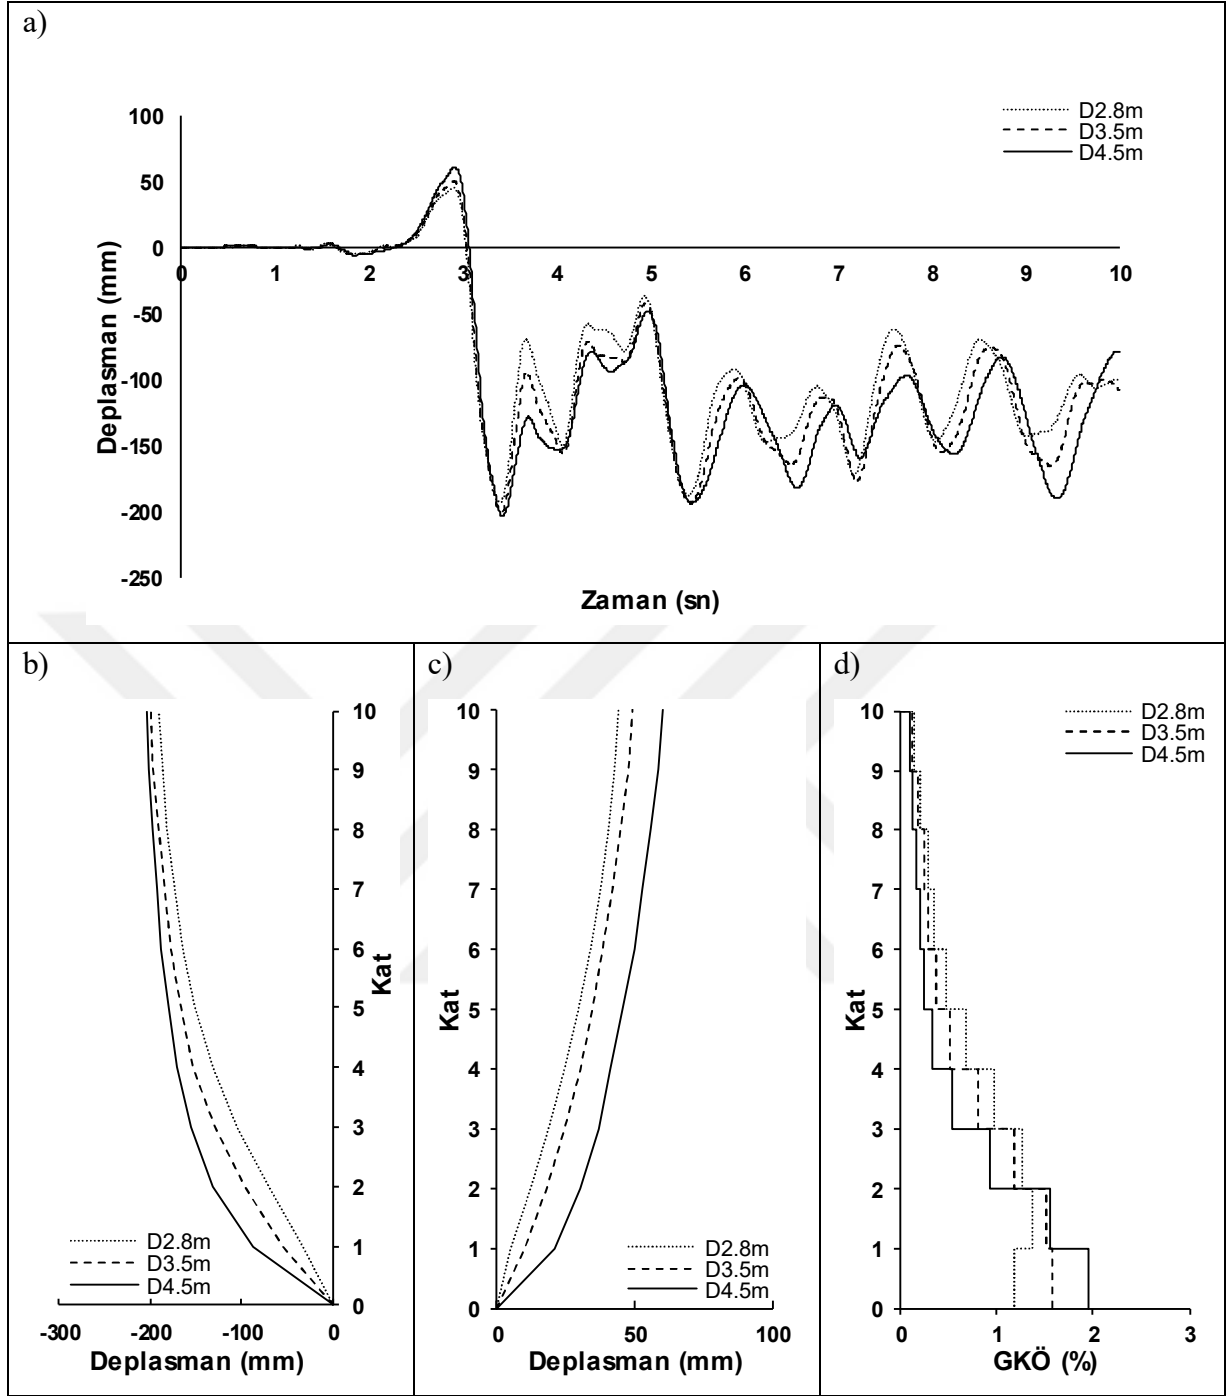 a)
100
50
0
-50
-100
-150
-200
-250
Deplasman (mm)
0 1 2 3 4 5 6 7 8 9 10
Zaman (sn)
D2.8m
D3.5m
D4.5m
b)
10
9
8
7
6
5
4
3
2
1
0
Kat
D2.8m
D3.5m
D4.5m
-300 -200 -100 0
Deplasman (mm)
c)
10
9
8
7
6
5
4
3
2
1
0
Kat
D2.8m
D3.5m
D4.5m
0 50 100
Deplasman (mm)
d)
D2.8m
D3.5m
D4.5m
10
9
8
7
6
5
4
3
2
1
0
Kat
0 1 2 3
GKÖ (%)